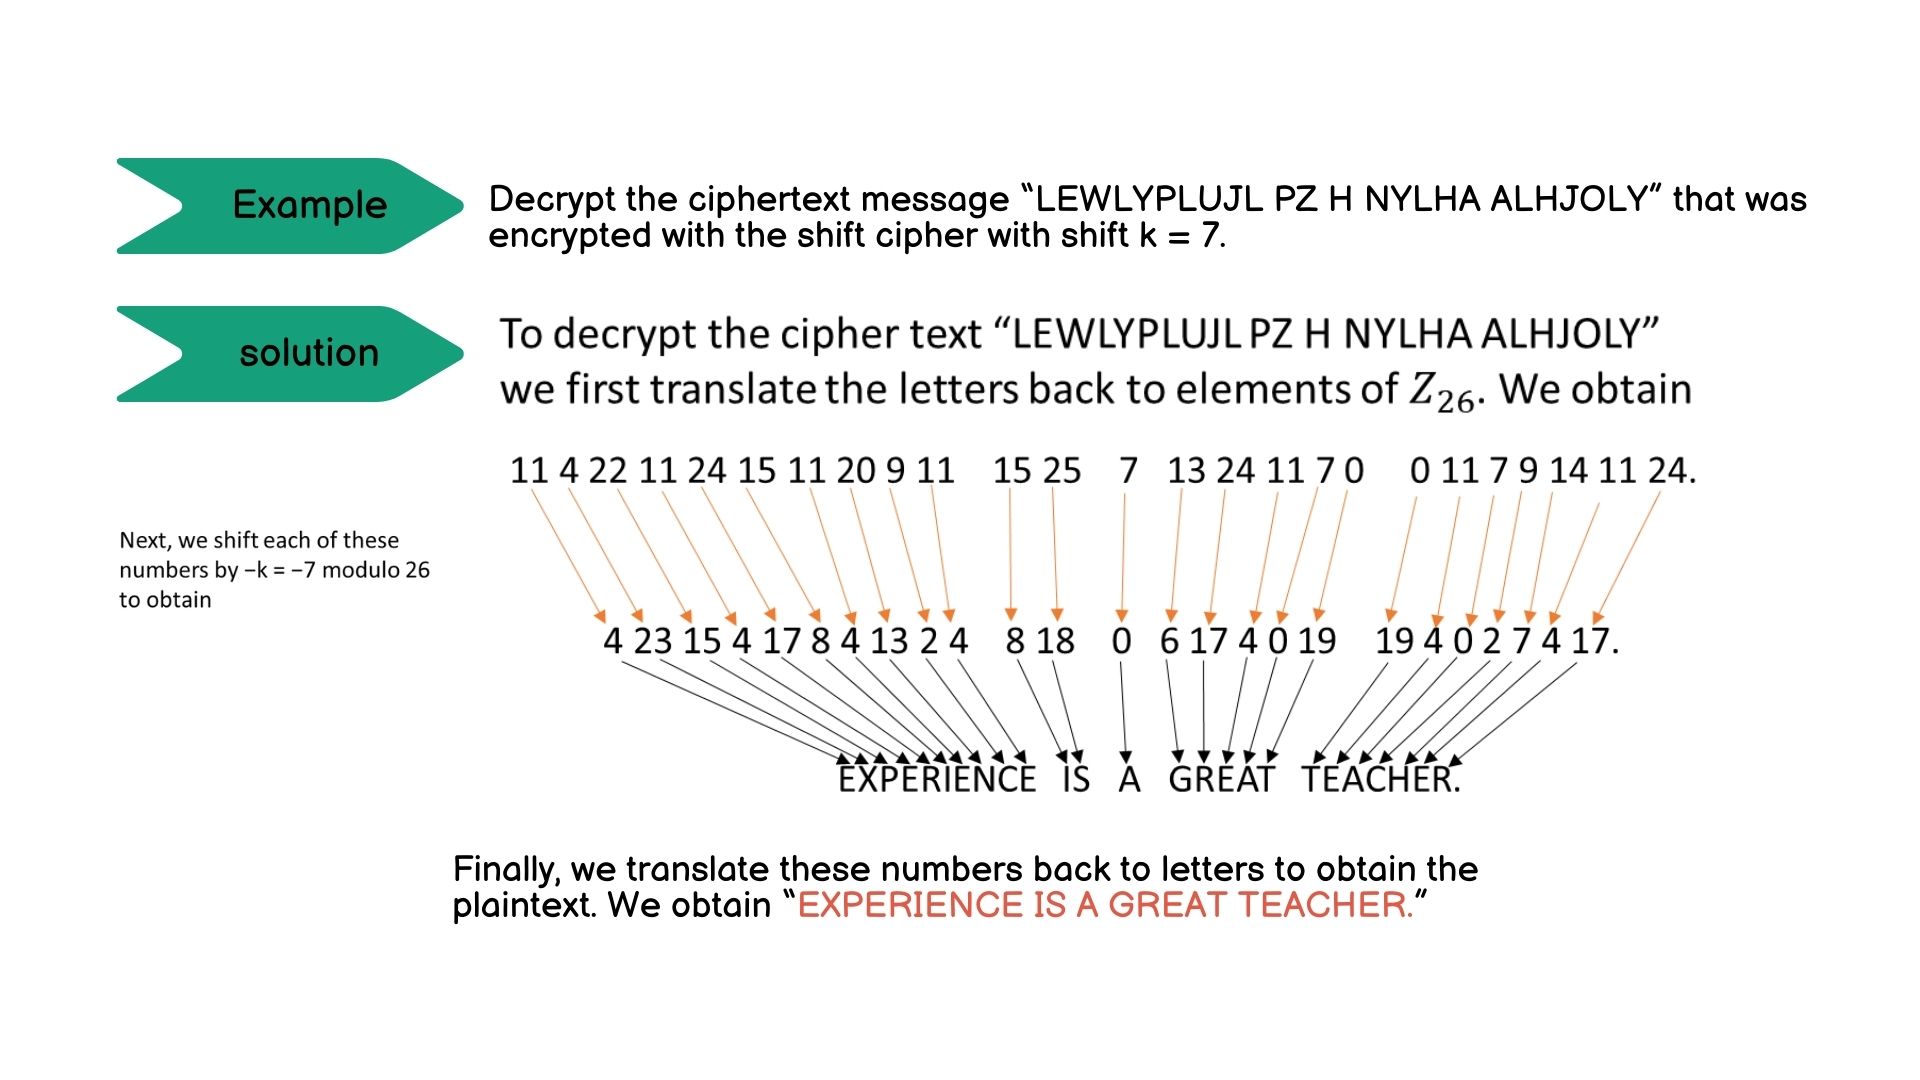 Example
Decrypt the ciphertext message “LEWLYPLUJL PZ H NYLHA ALHJOLY” that was
encrypted with the shift cipher with shift k = 7.
solution
To decrypt the cipher text “LEWLYPLUJL PZ H NYLHA ALHJOLY”
we first translate the letters back to elements of Z₂₆. We obtain
11 4 22 11 24 15 11 20 9 11 15 25 7 13 24 11 7 0 0 11 7 9 14 11 24.
Next, we shift each of these
numbers by −k = −7 modulo 26
to obtain
4 23 15 4 17 8 4 13 2 4 8 18 0 6 17 4 0 19 19 4 0 2 7 4 17.
EXPERIENCE IS A GREAT TEACHER.
Finally, we translate these numbers back to letters to obtain the
plaintext. We obtain “EXPERIENCE IS A GREAT TEACHER.”